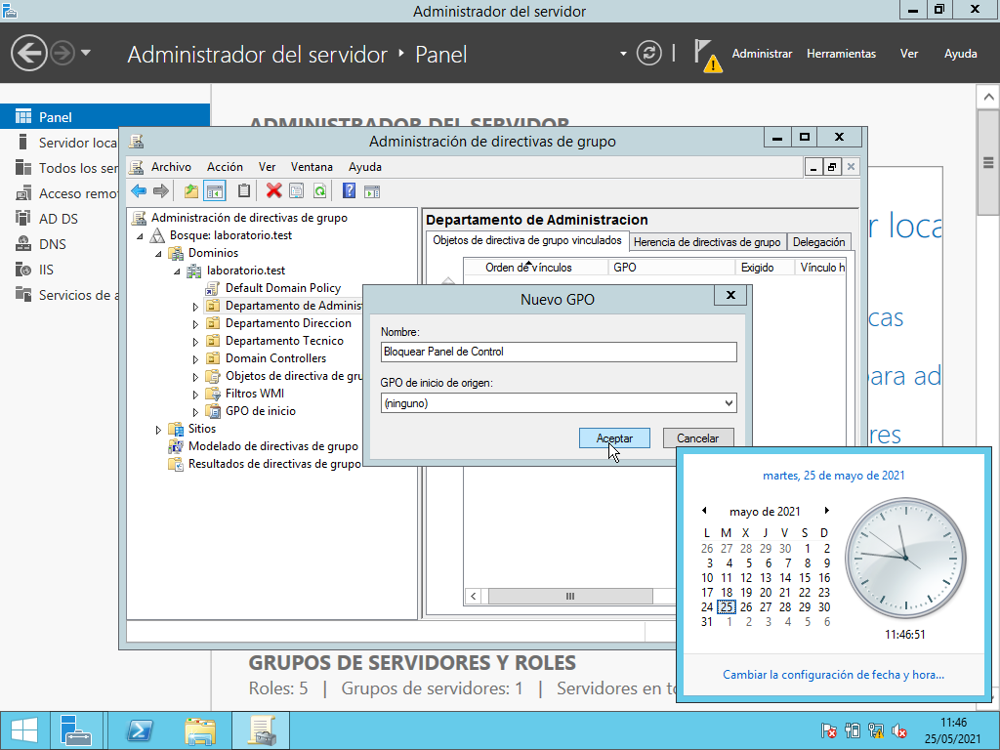 Administrador del servidor
Administrador del servidor ‣ Panel
Administrar Herramientas Ver Ayuda
Panel
Servidor loca
Todos los ser
Acceso remo
AD DS
DNS
IIS
Servicios de a
ADMINISTRADOR DEL SERVIDOR
r loca
cas
para ad
res
Administración de directivas de grupo
Archivo Acción Ver Ventana Ayuda
Administración de directivas de grupo
Bosque: laboratorio.test
Dominios
laboratorio.test
Default Domain Policy
Departamento de Adminis
Departamento Direccion
Departamento Tecnico
Domain Controllers
Objetos de directiva de gru
Filtros WMI
GPO de inicio
Sitios
Modelado de directivas de grupo
Resultados de directivas de grupo
Departamento de Administracion
Objetos de directiva de grupo vinculados Herencia de directivas de grupo Delegación
Orden de vínculos GPO Exigido Vínculo h
Nuevo GPO
Nombre:
Bloquear Panel de Control
GPO de inicio de origen:
(ninguno)
Aceptar Cancelar
martes, 25 de mayo de 2021
mayo de 2021
L M X J V S D
26 27 28 29 30 1 2
3 4 5 6 7 8 9
10 11 12 13 14 15 16
17 18 19 20 21 22 23
24 25 26 27 28 29 30
31 1 2 3 4 5 6
11:46:51
Cambiar la configuración de fecha y hora...
GRUPOS DE SERVIDORES Y ROLES
Roles: 5 | Grupos de servidores: 1 | Servidores en to
11:46
25/05/2021